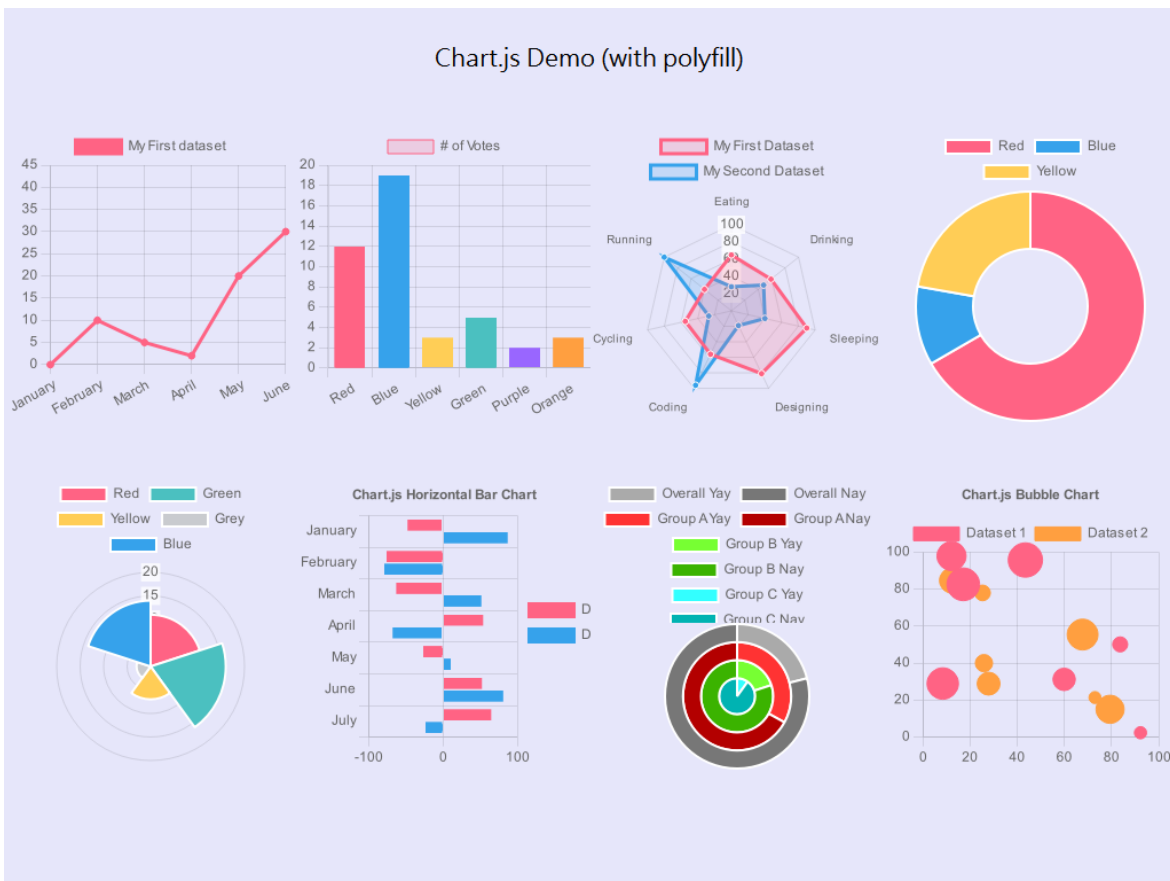 Chart.js Demo (with polyfill)
My First dataset
45
40
35
30
25
20
15
10
5
0
January
February
March
April
May
June
# of Votes
20
18
16
14
12
10
8
6
4
2
0
Red
Blue
Yellow
Green
Purple
Orange
My First Dataset
My Second Dataset
Eating
Drinking
Sleeping
Designing
Coding
Cycling
Running
100
80
60
40
20
Red
Blue
Yellow
Red
Green
Yellow
Grey
Blue
20
15
Chart.js Horizontal Bar Chart
January
February
March
April
May
June
July
-100
0
100
D
D
Overall Yay
Overall Nay
Group A Yay
Group A Nay
Group B Yay
Group B Nay
Group C Yay
Group C Nay
Chart.js Bubble Chart
Dataset 1
Dataset 2
100
80
60
40
20
0
0
20
40
60
80
100